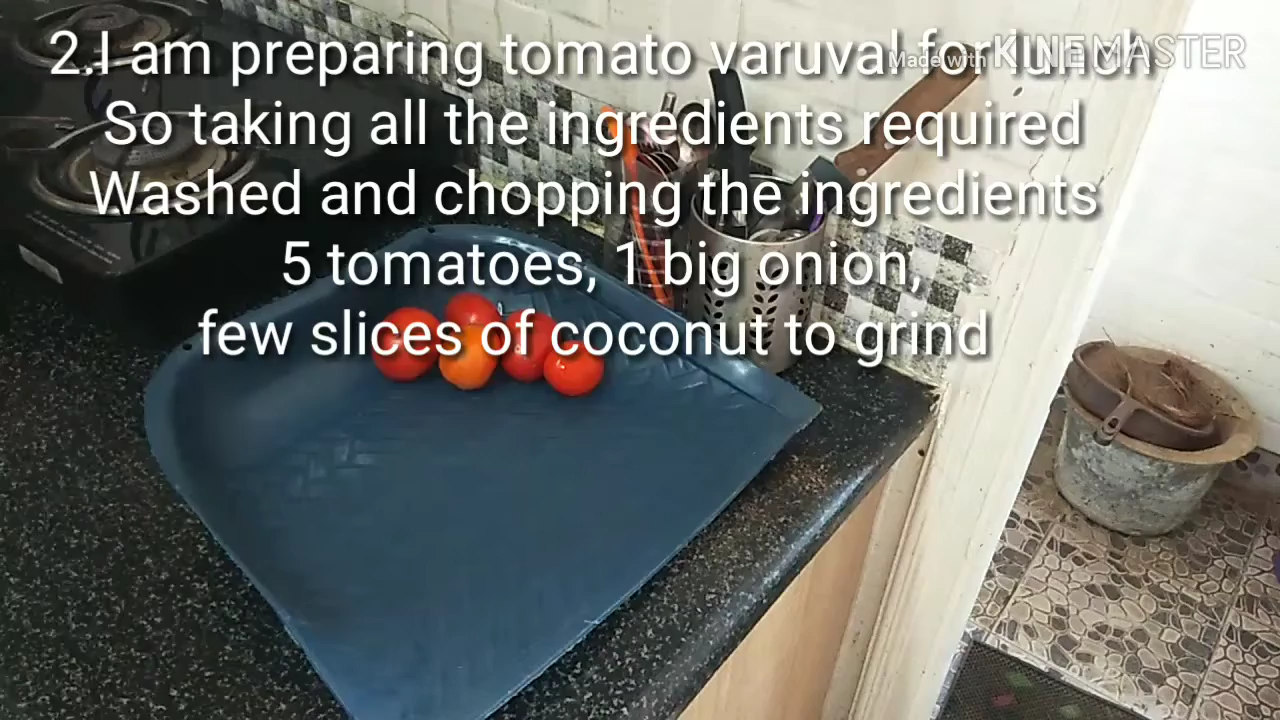 2.I am preparing tomato varuval for lunch
Made with KINEMASTER
So taking all the ingredients required
Washed and chopping the ingredients
5 tomatoes, 1 big onion,
few slices of coconut to grind